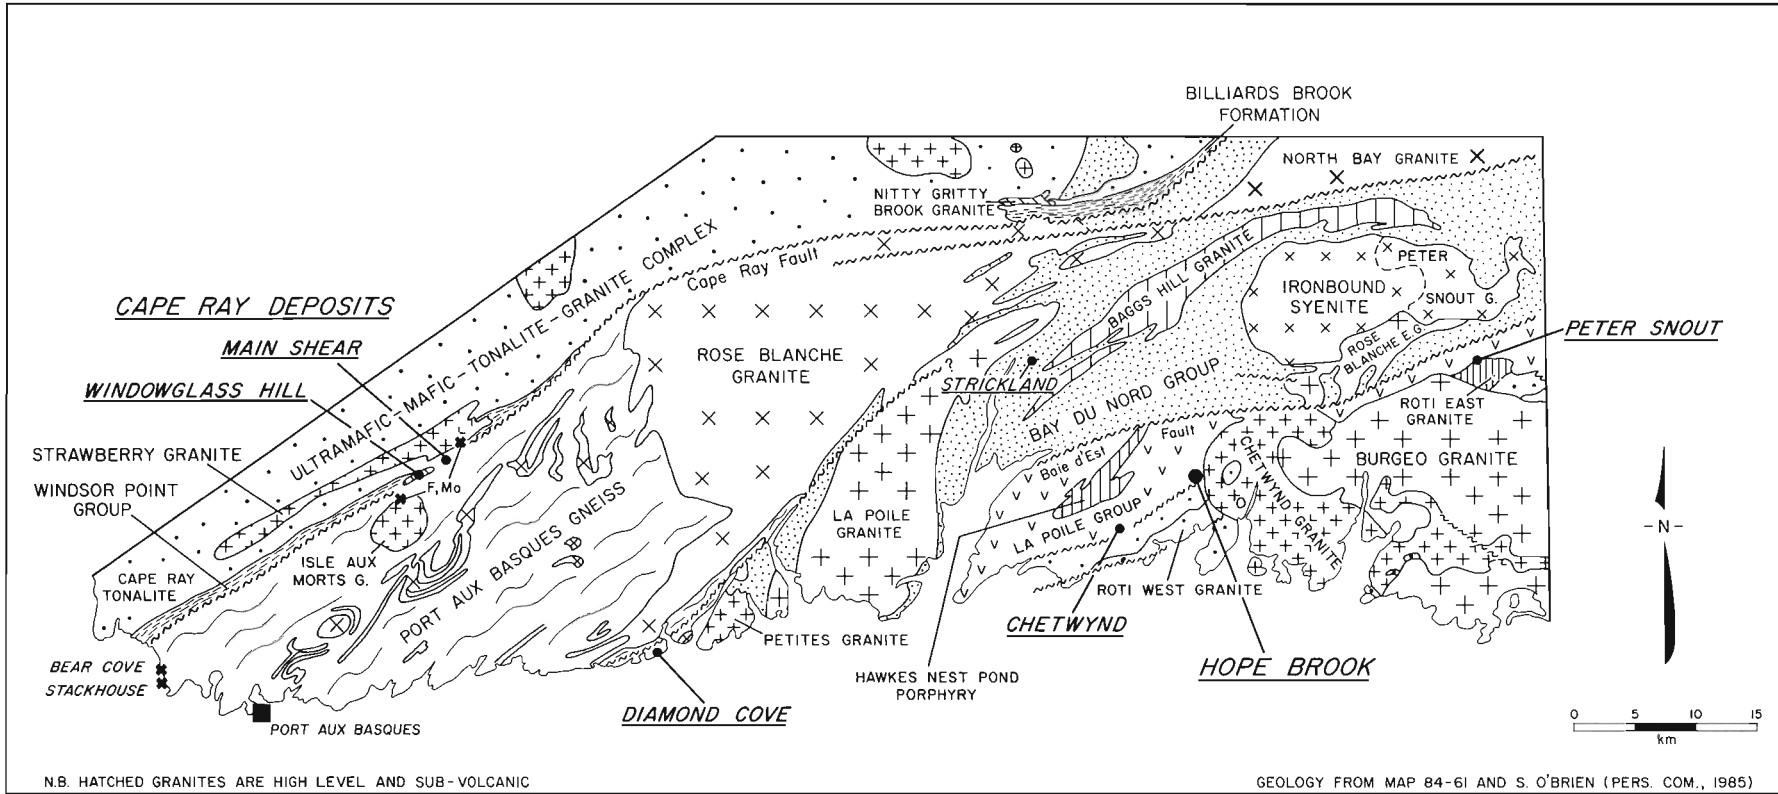 BILLIARDS BROOK
FORMATION
NORTH BAY GRANITE
NITTY GRITTY
BROOK GRANITE
ULTRAMAFIC-MAFIC-TONALITE-GRANITE COMPLEX
Cape Ray Fault
BAGGS HILL GRANITE
PETER
SNOUT G.
IRONBOUND
SYENITE
CAPE RAY DEPOSITS
MAIN SHEAR
WINDOWGLASS HILL
ROSE BLANCHE
GRANITE
?
STRICKLAND
ROSE
BLANCHE E.G.
PETER SNOUT
BAY DU NORD GROUP
ROTI EAST
GRANITE
STRAWBERRY GRANITE
WINDSOR POINT
GROUP
F, Mo
Baie d'Est
Fault
CHETWYND GRANITE
BURGEO GRANITE
LA POILE
GRANITE
LA POILE GROUP
ISLE AUX
MORTS G.
CAPE RAY
TONALITE
PORT AUX BASQUES GNEISS
ROTI WEST GRANITE
-N-
PETITES GRANITE
CHETWYND
HAWKES NEST POND
PORPHYRY
HOPE BROOK
BEAR COVE
STACKHOUSE
DIAMOND COVE
PORT AUX BASQUES
0 5 10 15
km
N.B. HATCHED GRANITES ARE HIGH LEVEL AND SUB-VOLCANIC
GEOLOGY FROM MAP 84-61 AND S. O'BRIEN (PERS. COM., 1985)